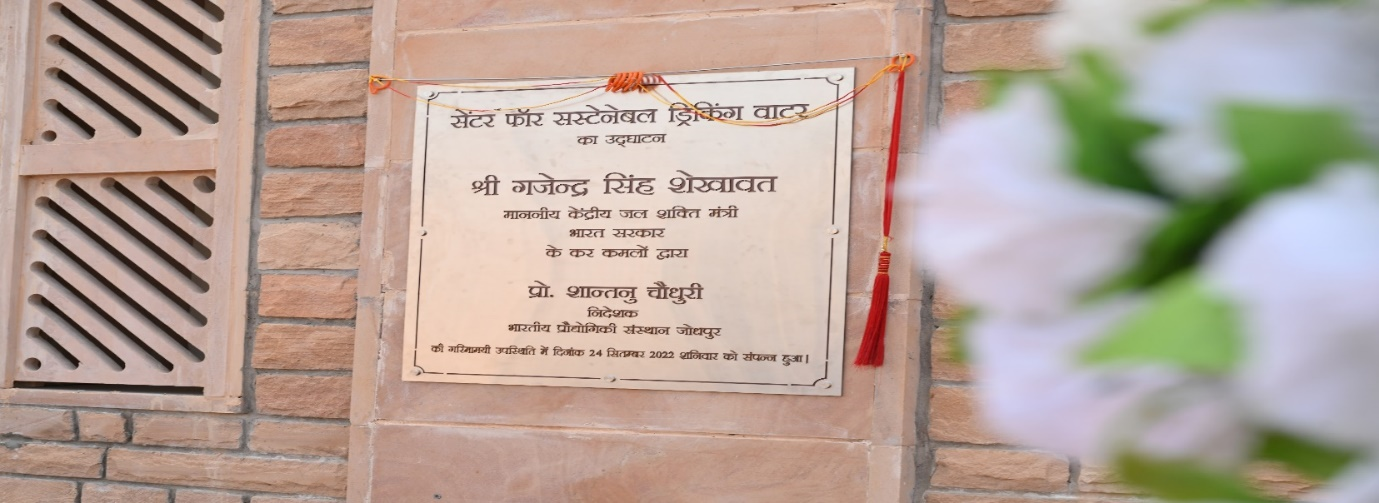 सेंटर फॉर सस्टेनेबल ड्रिंकिंग वाटर
का उद्घाटन
श्री गजेन्द्र सिंह शेखावत
माननीय केंद्रीय जल शक्ति मंत्री
भारत सरकार
के कर कमलों द्वारा
प्रो. शान्तनु चौधुरी
निदेशक
भारतीय प्रौद्योगिकी संस्थान जोधपुर
की गरिमामयी उपस्थिति में दिनांक 24 सितम्बर 2022 शनिवार को संपन्न हुआ।